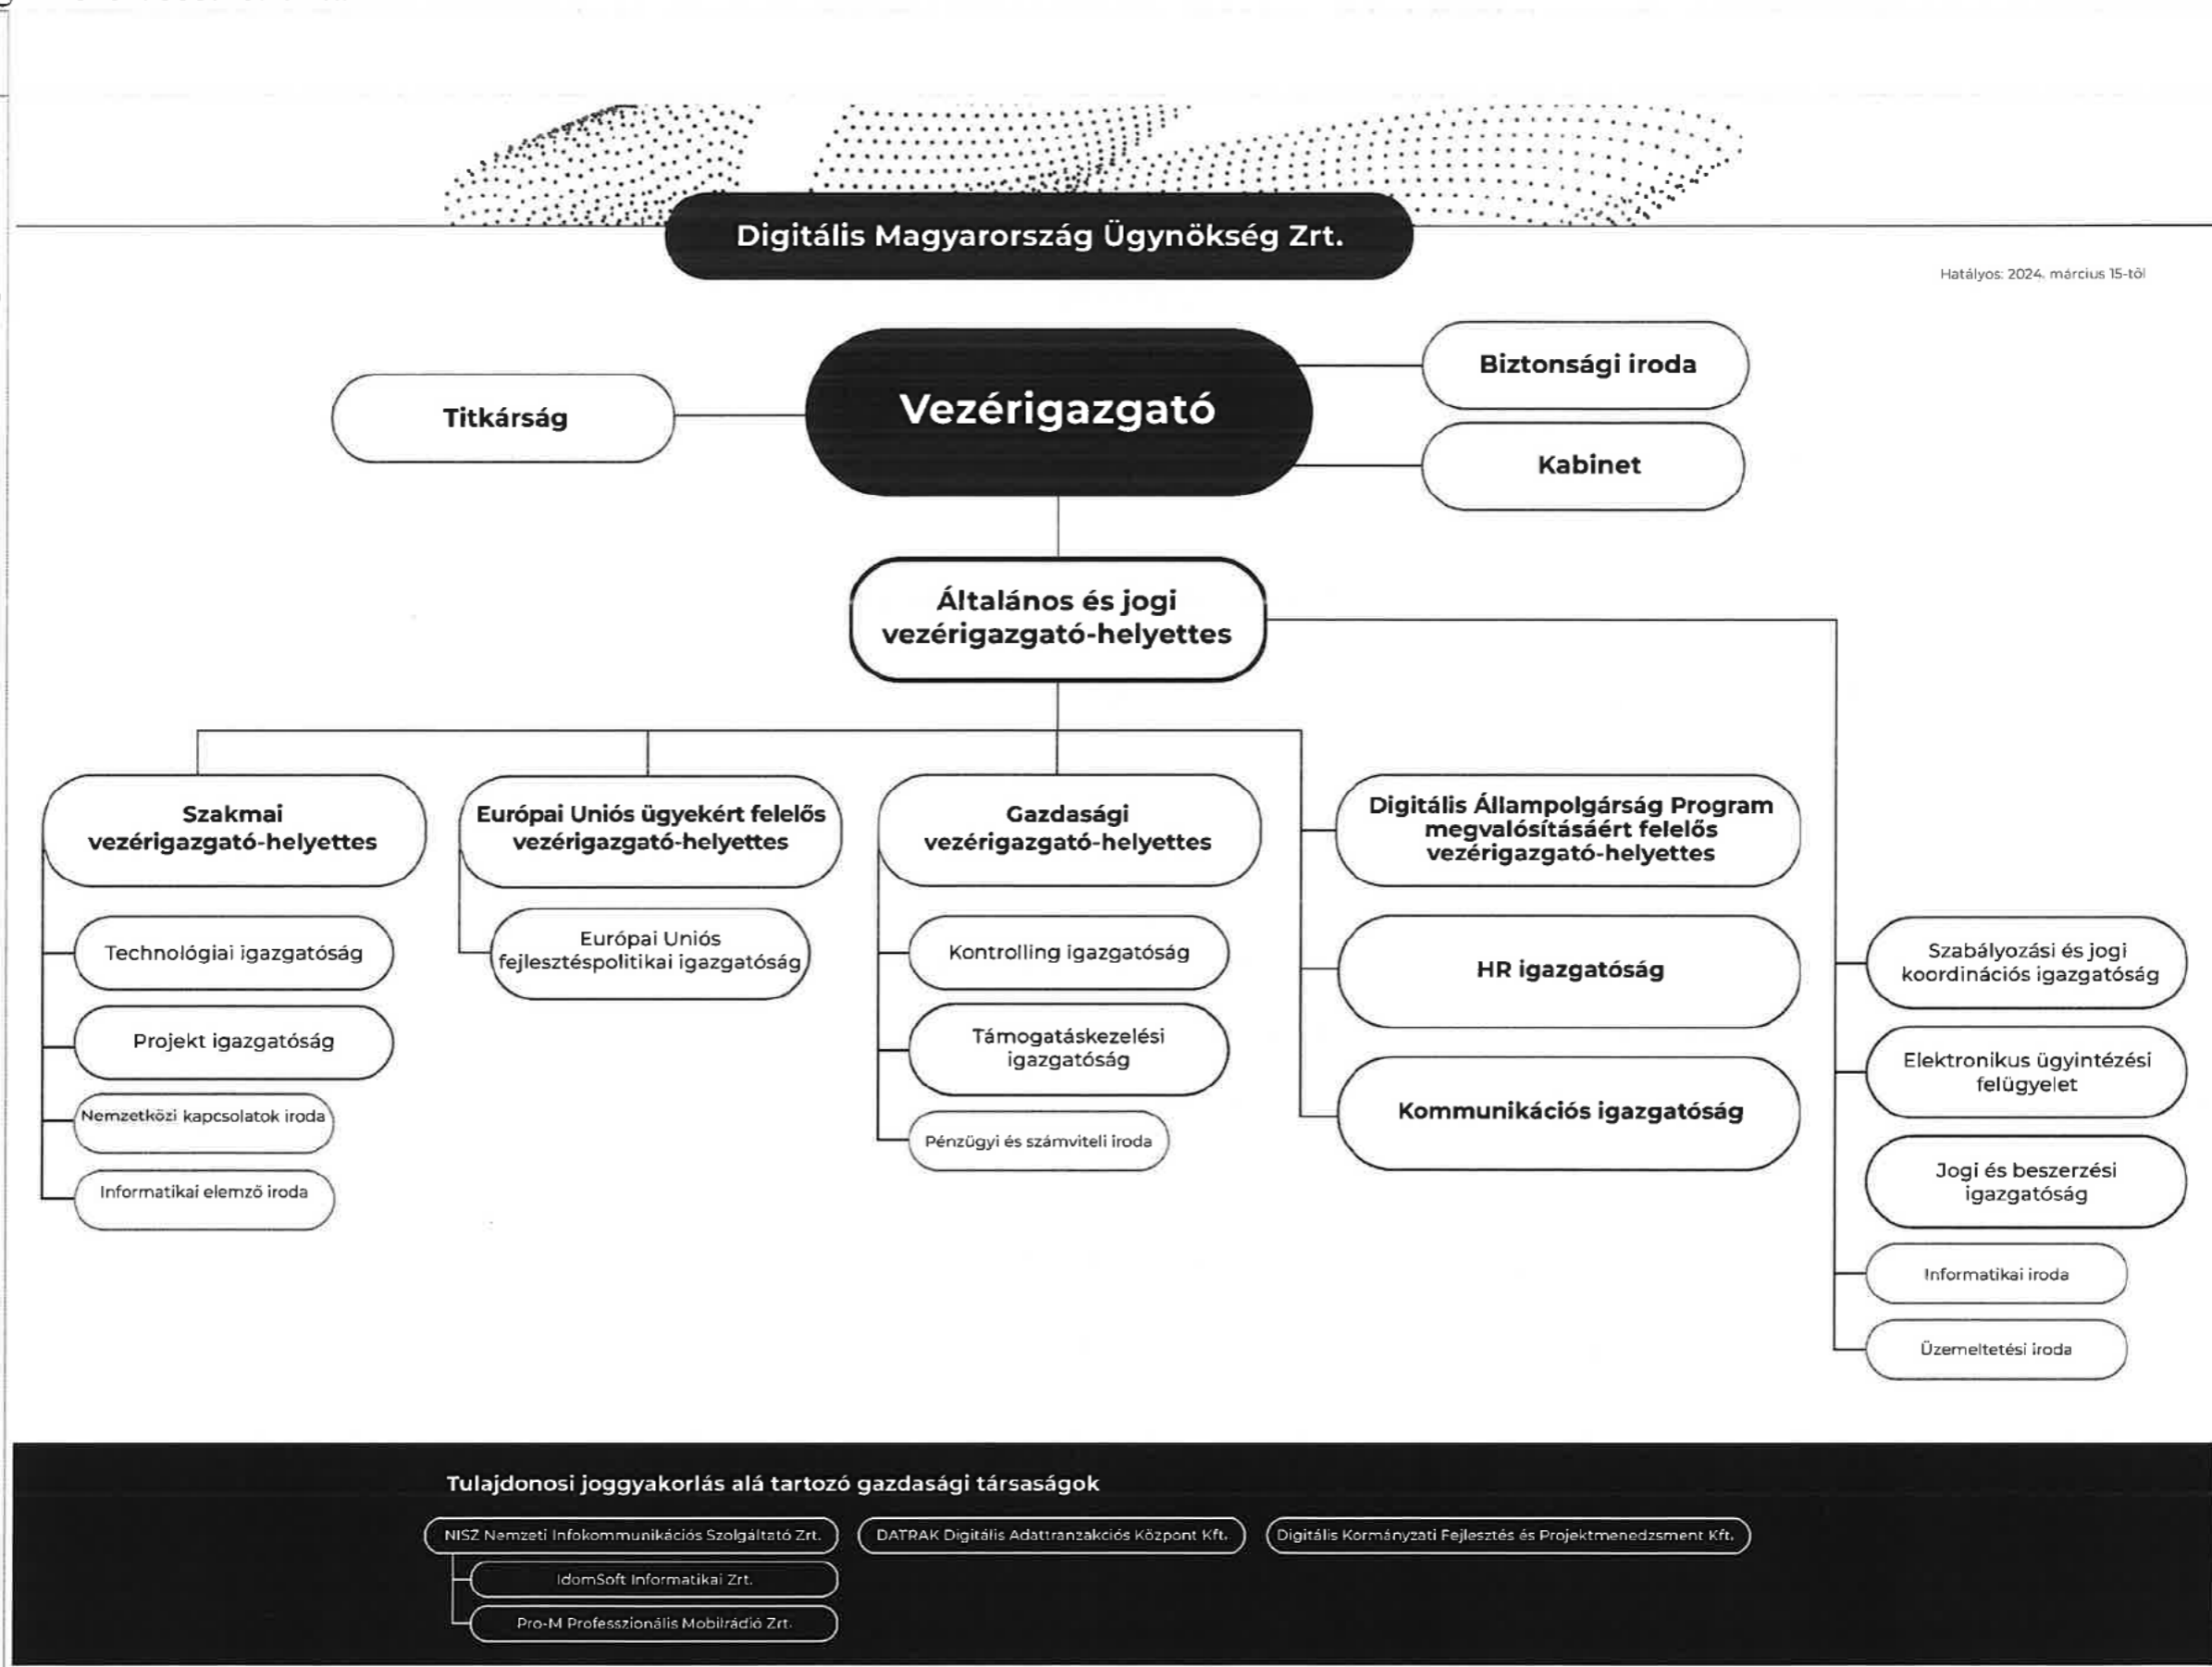 Digitális Magyarország Ügynökség Zrt.
Hatályos: 2024. március 15-től
Titkárság
Vezérigazgató
Biztonsági iroda
Kabinet
Általános és jogi
vezérigazgató-helyettes
Szakmai
vezérigazgató-helyettes
Technológiai igazgatóság
Projekt igazgatóság
Nemzetközi kapcsolatok iroda
Informatikai elemző iroda
Európai Uniós ügyekért felelős
vezérigazgató-helyettes
Európai Uniós
fejlesztéspolitikai igazgatóság
Gazdasági
vezérigazgató-helyettes
Kontrolling igazgatóság
Támogatáskezelési
igazgatóság
Pénzügyi és számviteli iroda
Digitális Állampolgárság Program
megvalósításáért felelős
vezérigazgató-helyettes
HR igazgatóság
Kommunikációs igazgatóság
Szabályozási és jogi
koordinációs igazgatóság
Elektronikus ügyintézési
felügyelet
Jogi és beszerzési
igazgatóság
Informatikai iroda
Üzemeltetési iroda
Tulajdonosi joggyakorlás alá tartozó gazdasági társaságok
NISZ Nemzeti Infokommunikációs Szolgáltató Zrt.
DATRAK Digitális Adattranzakciós Központ Kft.
Digitális Kormányzati Fejlesztés és Projektmenedzsment Kft.
IdomSoft Informatikai Zrt.
Pro-M Professzionális Mobilrádió Zrt.